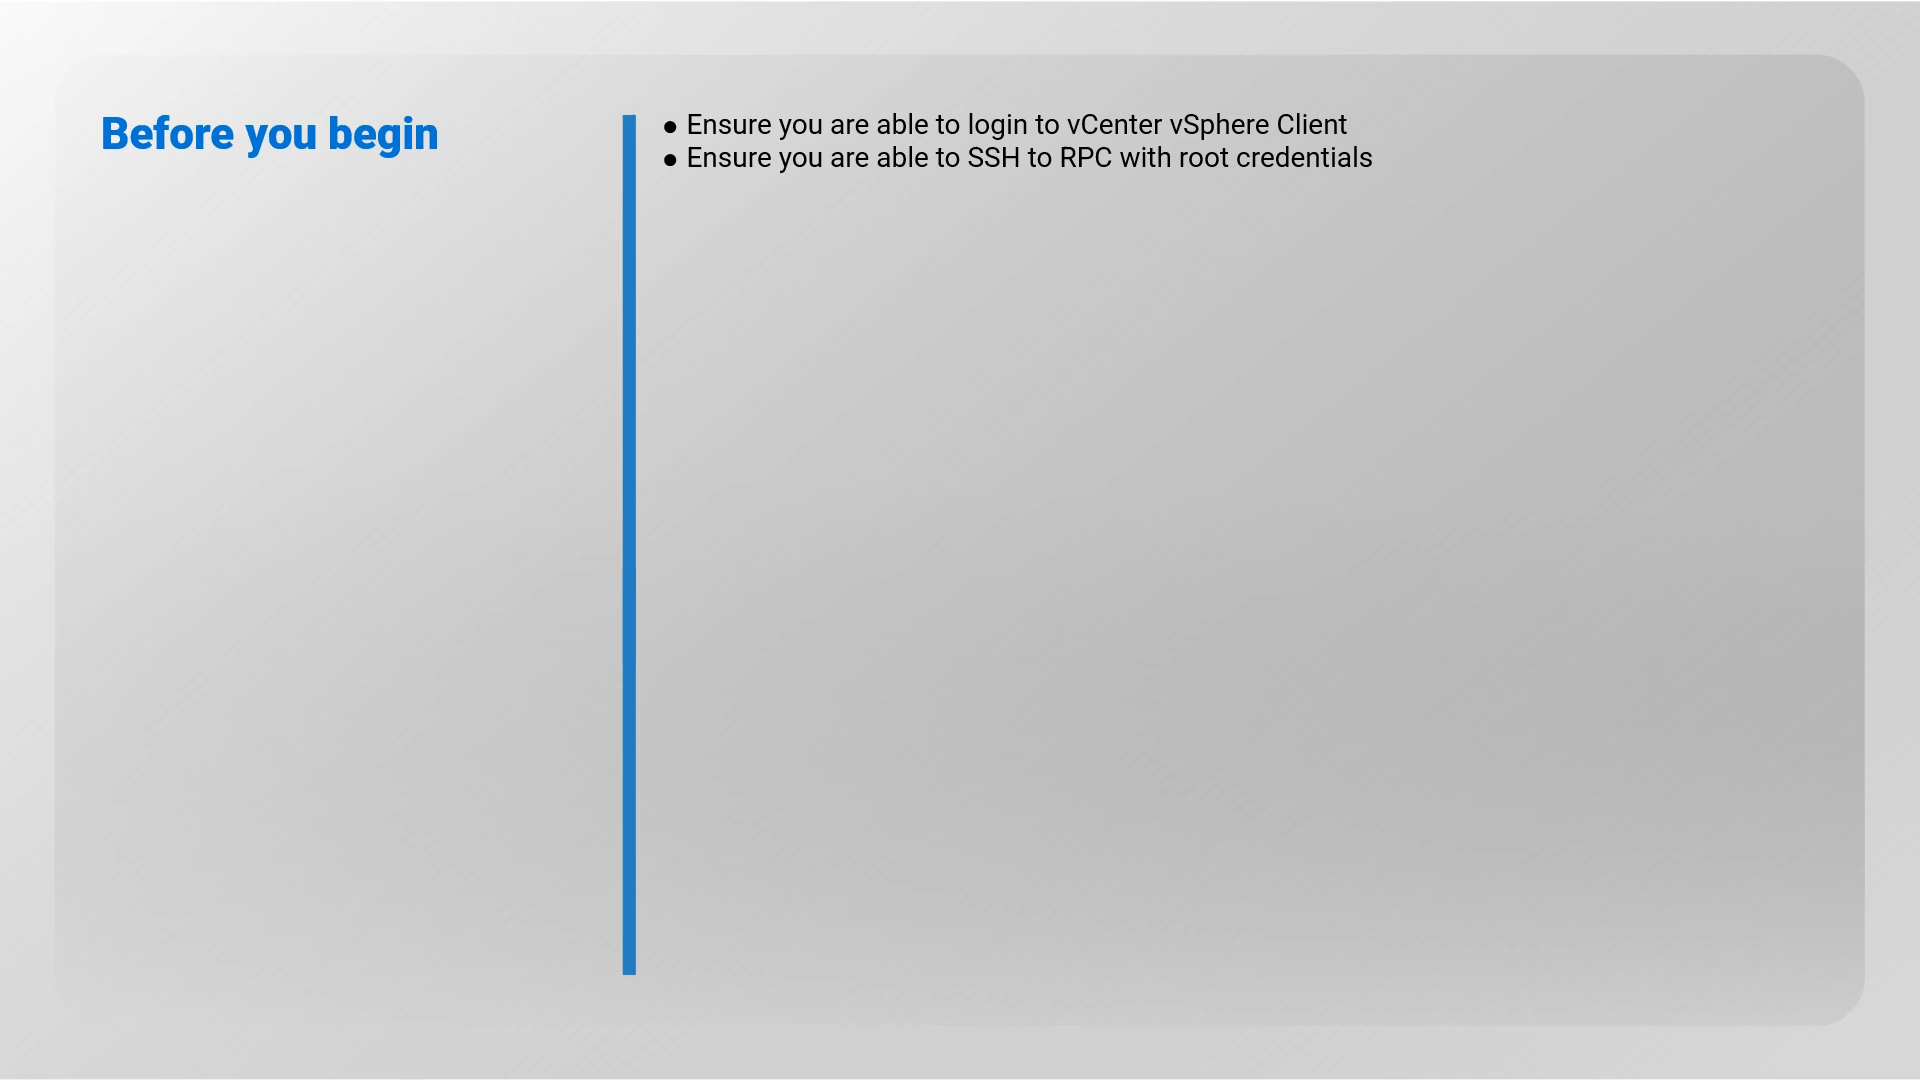 Before you begin
● Ensure you are able to login to vCenter vSphere Client
● Ensure you are able to SSH to RPC with root credentials